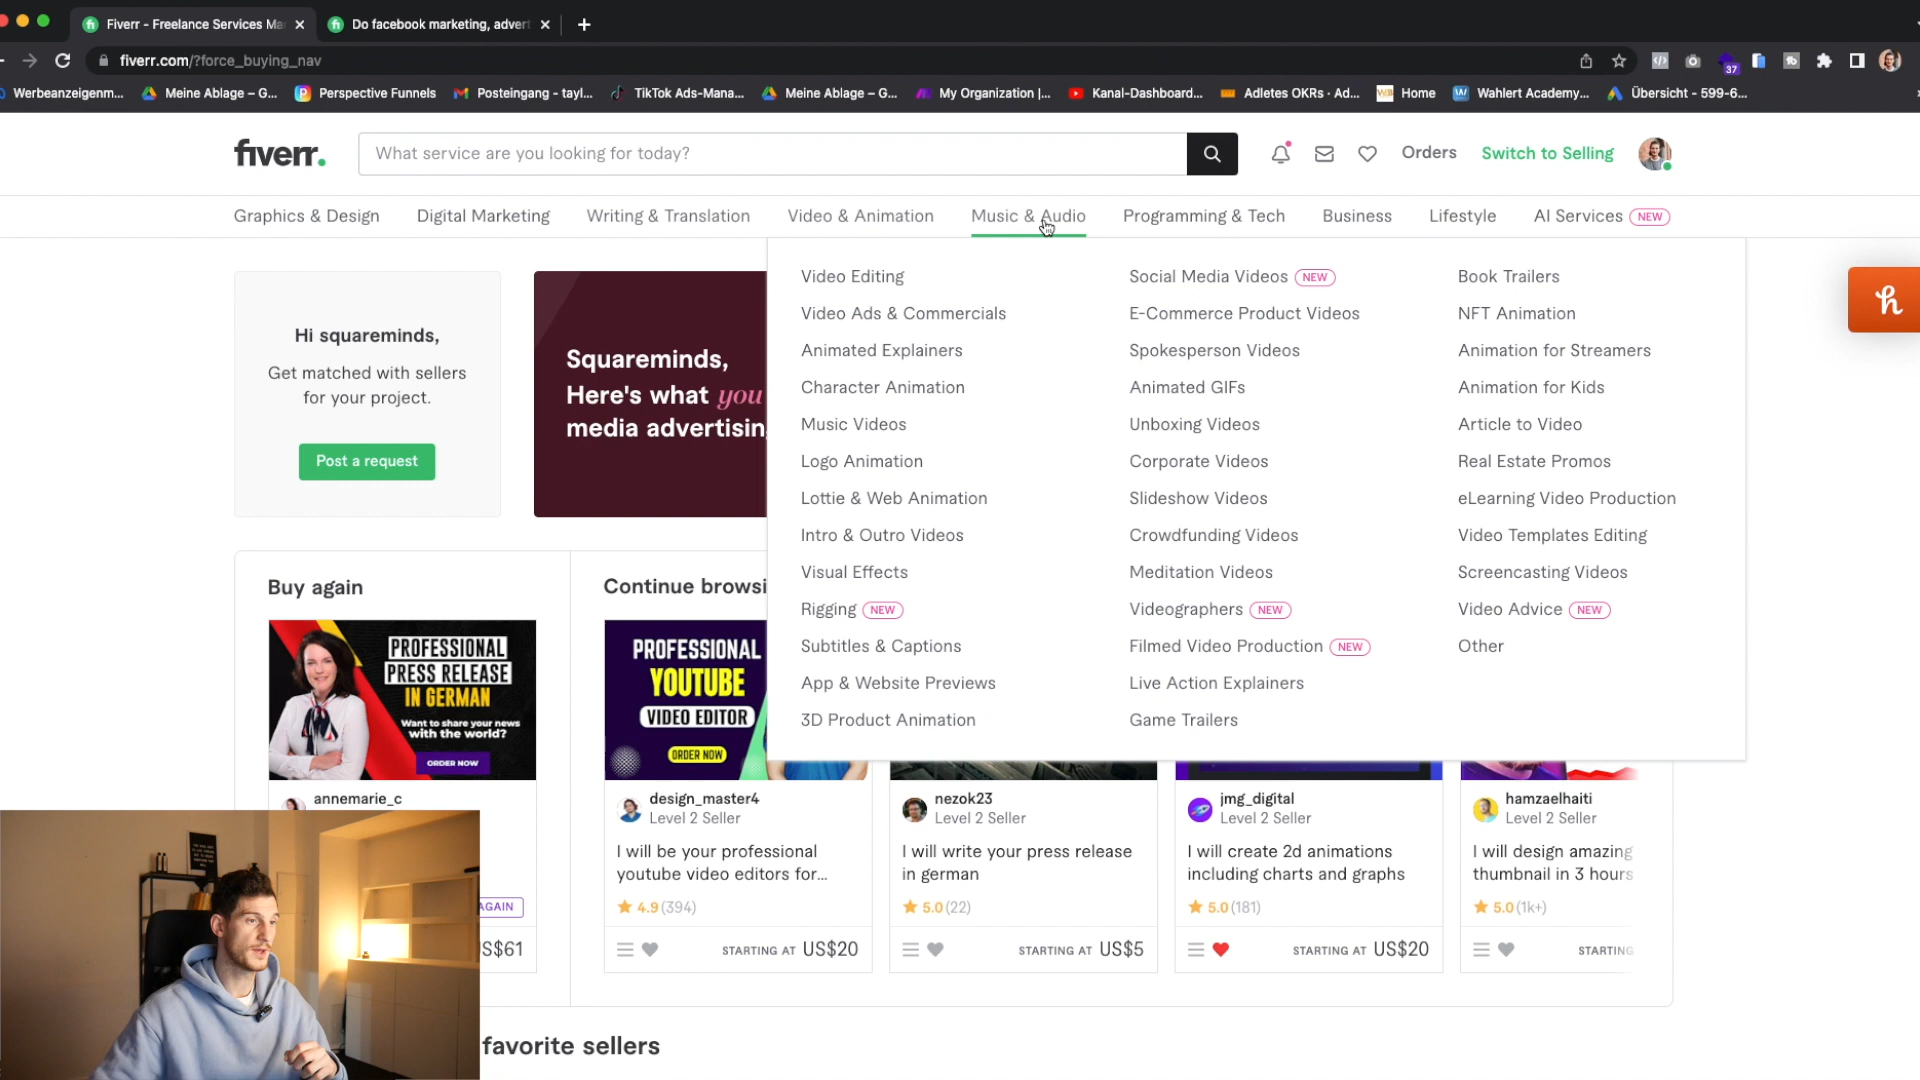 Fiverr - Freelance Services Ma
Do facebook marketing, advert
fiverr.com/?force_buying_nav
37
Werbeanzeigenm...
Meine Ablage – G...
Perspective Funnels
Posteingang - tayl...
TikTok Ads-Mana...
Meine Ablage – G...
My Organization |...
Kanal-Dashboard...
Adletes OKRs · Ad...
Home
Wahlert Academy...
Übersicht - 599-6...
fiverr.
What service are you looking for today?
Orders
Switch to Selling
Graphics & Design
Digital Marketing
Writing & Translation
Video & Animation
Music & Audio
Programming & Tech
Business
Lifestyle
AI Services NEW
Hi squareminds,
Get matched with sellers
for your project.
Post a request
Squareminds,
Here's what you
media advertisin
Video Editing
Video Ads & Commercials
Animated Explainers
Character Animation
Music Videos
Logo Animation
Lottie & Web Animation
Intro & Outro Videos
Visual Effects
Rigging NEW
Subtitles & Captions
App & Website Previews
3D Product Animation
Social Media Videos NEW
E-Commerce Product Videos
Spokesperson Videos
Animated GIFs
Unboxing Videos
Corporate Videos
Slideshow Videos
Crowdfunding Videos
Meditation Videos
Videographers NEW
Filmed Video Production NEW
Live Action Explainers
Game Trailers
Book Trailers
NFT Animation
Animation for Streamers
Animation for Kids
Article to Video
Real Estate Promos
eLearning Video Production
Video Templates Editing
Screencasting Videos
Video Advice NEW
Other
Buy again
PROFESSIONAL
PRESS RELEASE
IN GERMAN
Want to share your news
with the world?
ORDER NOW
annemarie_c
AGAIN
S$61
Continue browsi
PROFESSIONAL
YOUTUBE
VIDEO EDITOR
ORDER NOW
design_master4
Level 2 Seller
I will be your professional
youtube video editors for...
4.9 (394)
STARTING AT US$20
nezok23
Level 2 Seller
I will write your press release
in german
5.0 (22)
STARTING AT US$5
jmg_digital
Level 2 Seller
I will create 2d animations
including charts and graphs
5.0 (181)
STARTING AT US$20
hamzaelhaiti
Level 2 Seller
I will design amazing
thumbnail in 3 hours
5.0 (1k+)
STARTING
favorite sellers